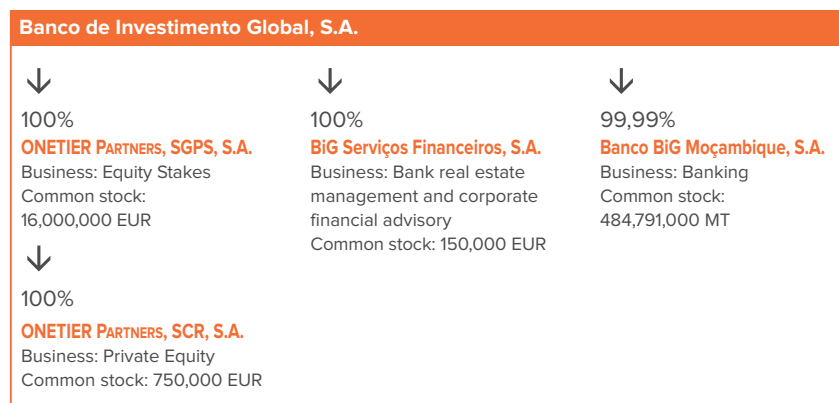 Banco de Investimento Global, S.A.
100%
ONETIER PARTNERS, SGPS, S.A.
Business: Equity Stakes
Common stock:
16,000,000 EUR
100%
ONETIER PARTNERS, SCR, S.A.
Business: Private Equity
Common stock: 750,000 EUR
100%
BiG Serviços Financeiros, S.A.
Business: Bank real estate
management and corporate
financial advisory
Common stock: 150,000 EUR
99,99%
Banco BiG Moçambique, S.A.
Business: Banking
Common stock:
484,791,000 MT